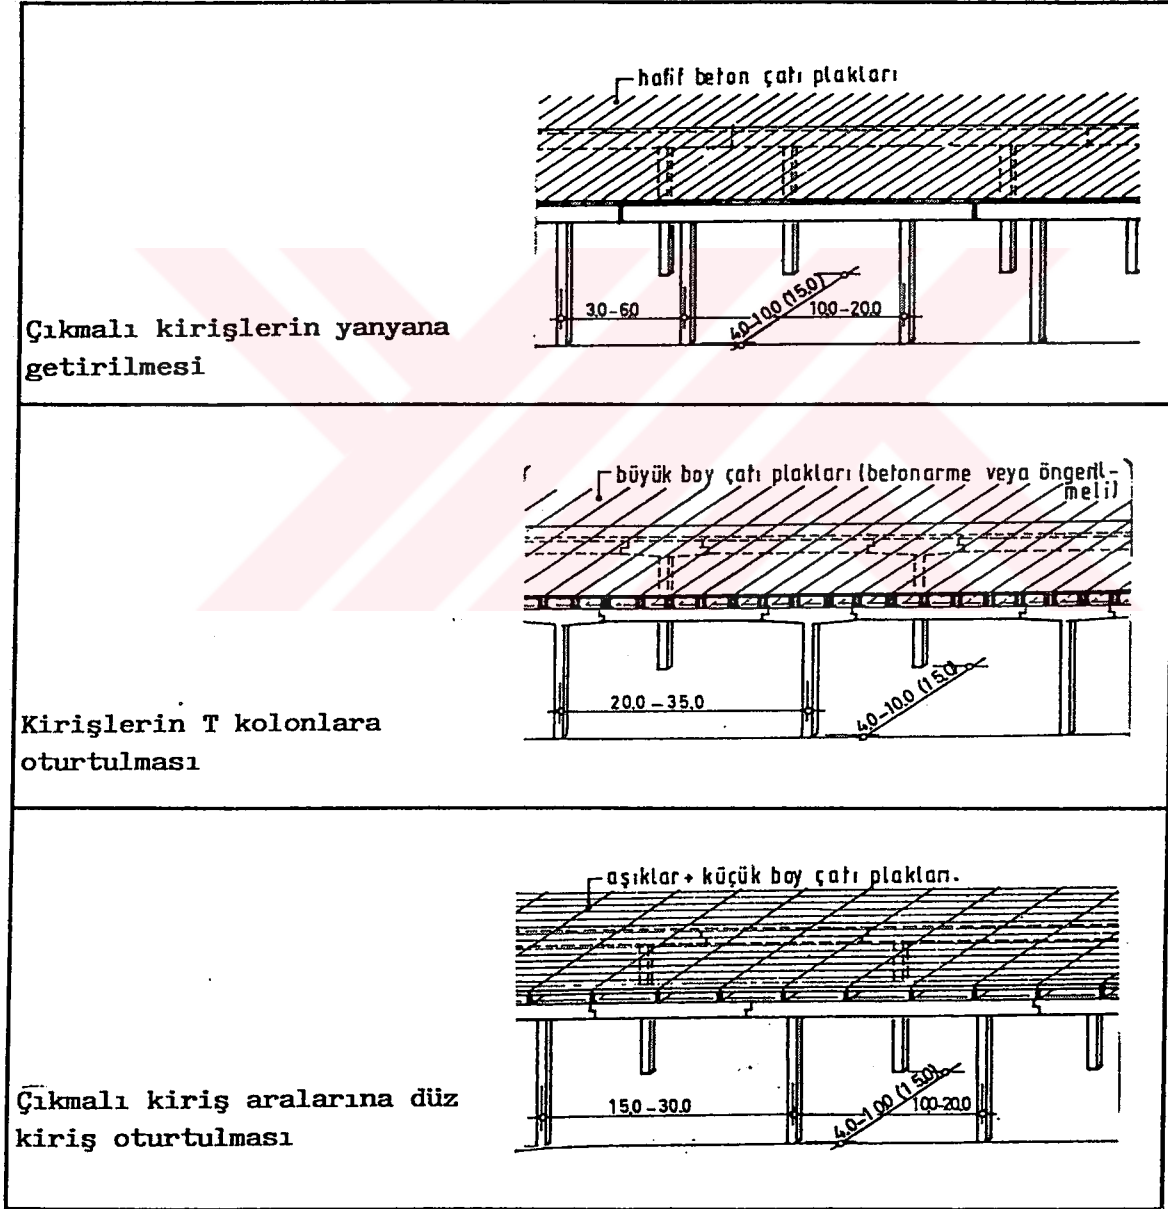 hafif beton çatı plakları
3.0-6.0
4.0-10.0 (15.0)
10.0-20.0
Çıkmalı kirişlerin yanyana
getirilmesi
büyük boy çatı plakları (betonarme veya öngeril-
meli)
20.0-35.0
4.0-10.0 (15.0)
Kirişlerin T kolonlara
oturtulması
aşıklar+ küçük boy çatı plakları.
15.0-30.0
4.0-1.00 (15.0)
10.0-20.0
Çıkmalı kiriş aralarına düz
kiriş oturtulması